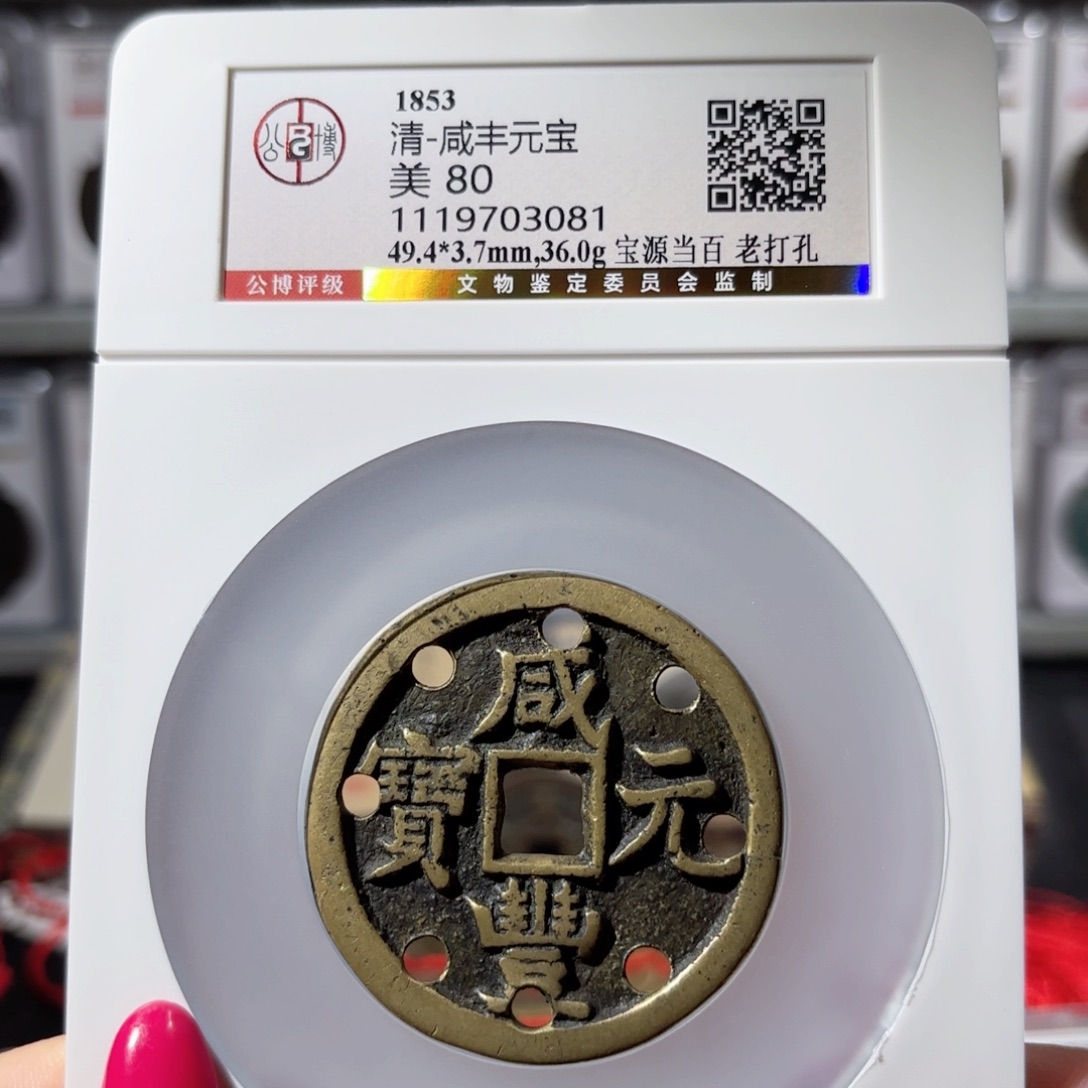 1853
公 博
清-咸丰元宝
美 80
1119703081
49.4*3.7mm,36.0g 宝源当百 老打孔
公博评级 文物鉴定委员会监制
咸
寶 元
豐